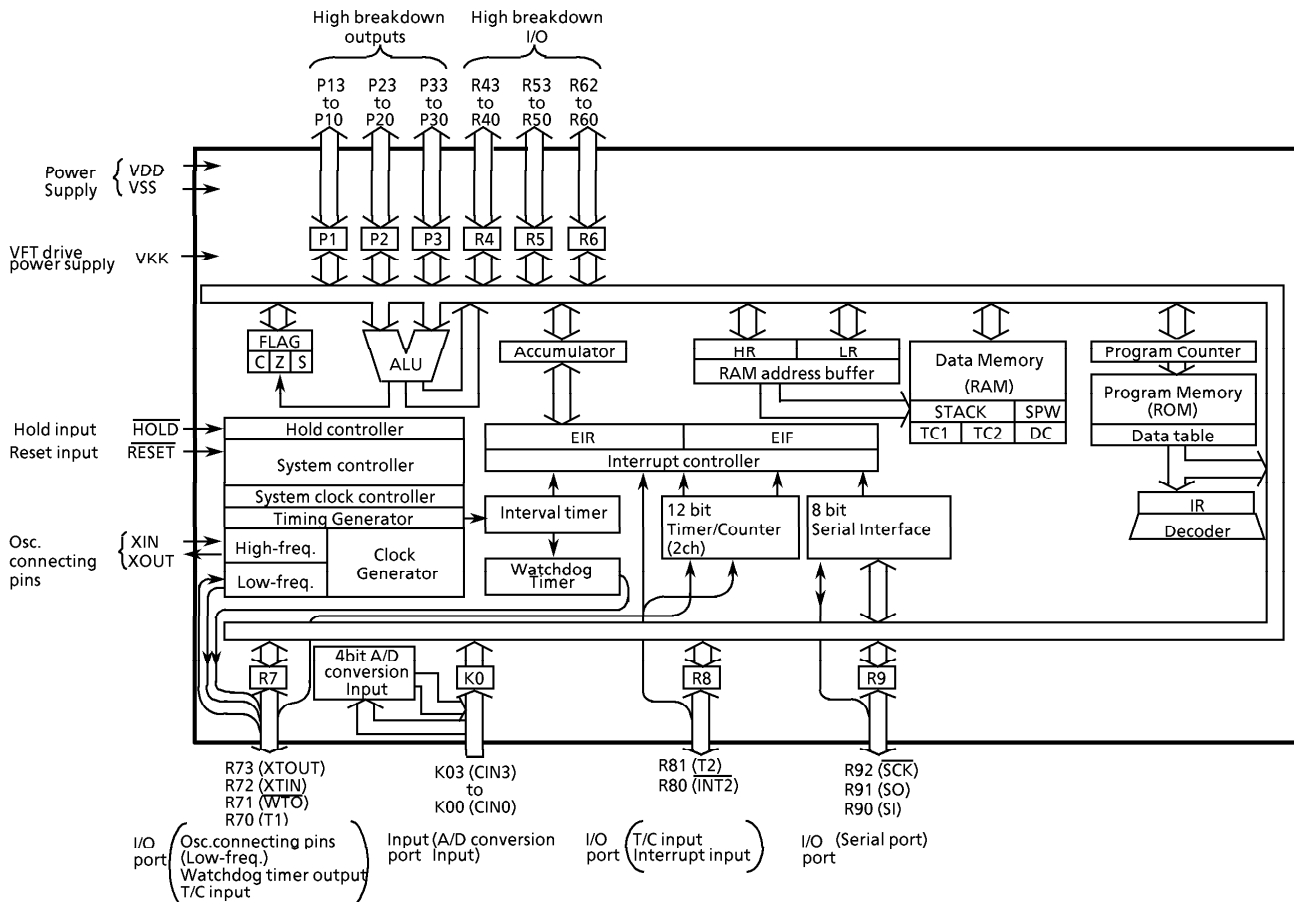 High breakdown
outputs
High breakdown
I/O
P13
to
P10
P23
to
P20
P33
to
P30
R43
to
R40
R53
to
R50
R62
to
R60
Power
Supply
VDD
VSS
VFT drive
power supply
VKK
P1
P2
P3
R4
R5
R6
FLAG
C Z S
ALU
Accumulator
HR
LR
RAM address buffer
Data Memory
(RAM)
STACK
SPW
TC1
TC2
DC
Program Counter
Program Memory
(ROM)
Data table
IR
Decoder
Hold input
HOLD
Reset input
RESET
Hold controller
System controller
System clock controller
Timing Generator
High-freq.
Low-freq.
Clock
Generator
Osc.
connecting
pins
XIN
XOUT
EIR
EIF
Interrupt controller
Interval timer
Watchdog
Timer
12 bit
Timer/Counter
(2ch)
8 bit
Serial Interface
R7
4bit A/D
conversion
Input
K0
R8
R9
R73 (XTOUT)
R72 (XTIN)
R71 (WTO)
R70 (T1)
I/O
port
Osc.connecting pins
(Low-freq.)
Watchdog timer output
T/C input
K03 (CIN3)
to
K00 (CIN0)
Input (A/D conversion
port Input)
R81 (T2)
R80 (INT2)
I/O
port
T/C input
Interrupt input
R92 (SCK)
R91 (SO)
R90 (SI)
I/O (Serial port)
port